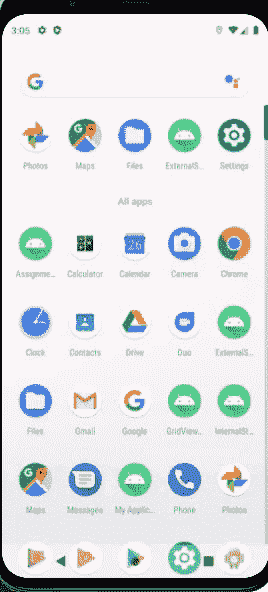 3:05
Photos Maps Files ExternalS.. Settings
All apps
Assignme.. Calculator Calendar Camera Chrome
26
Clock Contacts Drive Duo ExternalS..
Files Gmail Google GridView.. InternalSt..
Maps Messages My Applic.. Phone Photos